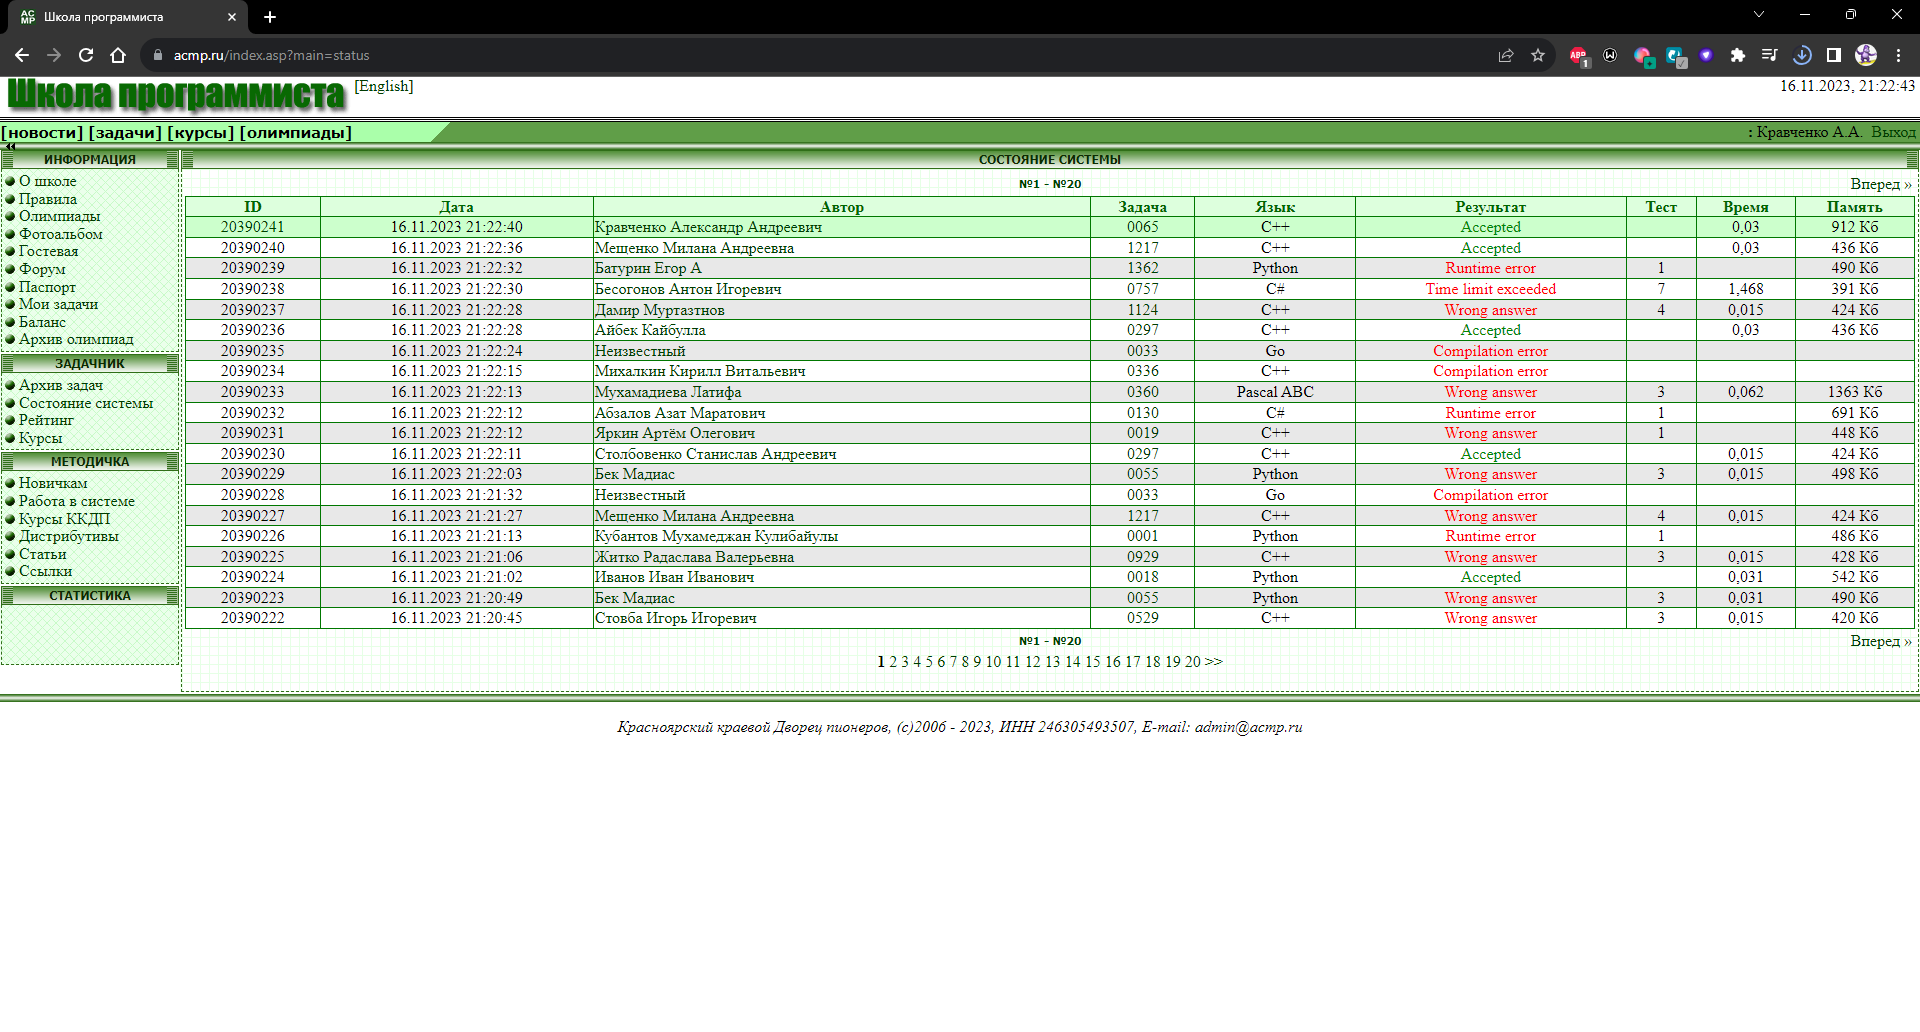 Школа программиста
acmp.ru/index.asp?main=status
Школа программиста [English] 16.11.2023, 21:22:43
[новости] [задачи] [курсы] [олимпиады] : Кравченко А.А. Выход
ИНФОРМАЦИЯ
О школе
Правила
Олимпиады
Фотоальбом
Гостевая
Форум
Паспорт
Мои задачи
Баланс
Архив олимпиад
ЗАДАЧНИК
Архив задач
Состояние системы
Рейтинг
Курсы
МЕТОДИЧКА
Новичкам
Работа в системе
Курсы ККДП
Дистрибутивы
Статьи
Ссылки
СТАТИСТИКА
СОСТОЯНИЕ СИСТЕМЫ
№1 - №20 Вперед »
ID Дата Автор Задача Язык Результат Тест Время Память
20390241 16.11.2023 21:22:40 Кравченко Александр Андреевич 0065 C++ Accepted 0,03 912 Кб
20390240 16.11.2023 21:22:36 Мещенко Милана Андреевна 1217 C++ Accepted 0,03 436 Кб
20390239 16.11.2023 21:22:32 Батурин Егор А 1362 Python Runtime error 1 490 Кб
20390238 16.11.2023 21:22:30 Бесогонов Антон Игоревич 0757 C# Time limit exceeded 7 1,468 391 Кб
20390237 16.11.2023 21:22:28 Дамир Муртазтнов 1124 C++ Wrong answer 4 0,015 424 Кб
20390236 16.11.2023 21:22:28 Айбек Кайбулла 0297 C++ Accepted 0,03 436 Кб
20390235 16.11.2023 21:22:24 Неизвестный 0033 Go Compilation error
20390234 16.11.2023 21:22:15 Михалкин Кирилл Витальевич 0336 C++ Compilation error
20390233 16.11.2023 21:22:13 Мухамадиева Латифа 0360 Pascal ABC Wrong answer 3 0,062 1363 Кб
20390232 16.11.2023 21:22:12 Абзалов Азат Маратович 0130 C# Runtime error 1 691 Кб
20390231 16.11.2023 21:22:12 Яркин Артём Олегович 0019 C++ Wrong answer 1 448 Кб
20390230 16.11.2023 21:22:11 Столбовенко Станислав Андреевич 0297 C++ Accepted 0,015 424 Кб
20390229 16.11.2023 21:22:03 Бек Мадиас 0055 Python Wrong answer 3 0,015 498 Кб
20390228 16.11.2023 21:21:32 Неизвестный 0033 Go Compilation error
20390227 16.11.2023 21:21:27 Мещенко Милана Андреевна 1217 C++ Wrong answer 4 0,015 424 Кб
20390226 16.11.2023 21:21:13 Кубантов Мухамеджан Кулибайулы 0001 Python Runtime error 1 486 Кб
20390225 16.11.2023 21:21:06 Житко Радаслава Валерьевна 0929 C++ Wrong answer 3 0,015 428 Кб
20390224 16.11.2023 21:21:02 Иванов Иван Иванович 0018 Python Accepted 0,031 542 Кб
20390223 16.11.2023 21:20:49 Бек Мадиас 0055 Python Wrong answer 3 0,031 490 Кб
20390222 16.11.2023 21:20:45 Стовба Игорь Игоревич 0529 C++ Wrong answer 3 0,015 420 Кб
№1 - №20 Вперед »
1 2 3 4 5 6 7 8 9 10 11 12 13 14 15 16 17 18 19 20 >>
Красноярский краевой Дворец пионеров, (c)2006 - 2023, ИНН 246305493507, E-mail: admin@acmp.ru